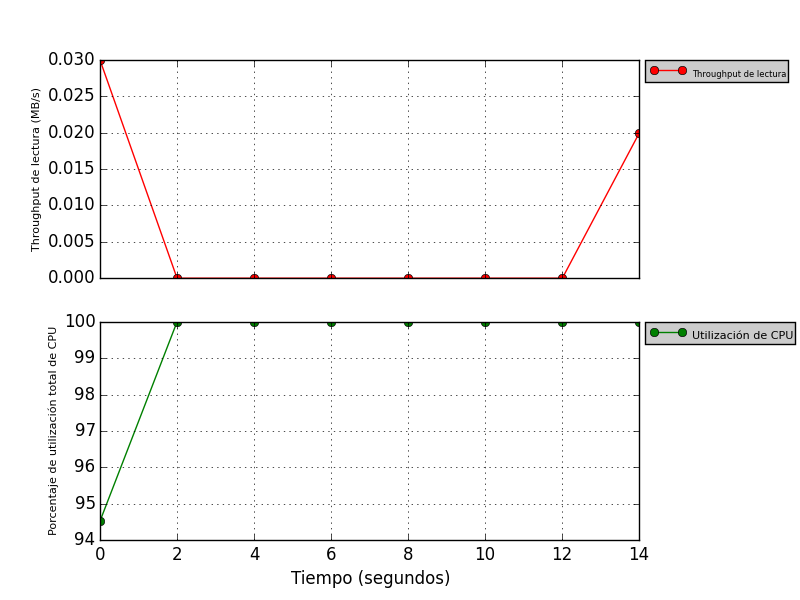 Throughput de lectura (MB/s)
0.030
0.025
0.020
0.015
0.010
0.005
0.000
Throughput de lectura
Porcentaje de utilización total de CPU
100
99
98
97
96
95
94
Utilización de CPU
0 2 4 6 8 10 12 14
Tiempo (segundos)